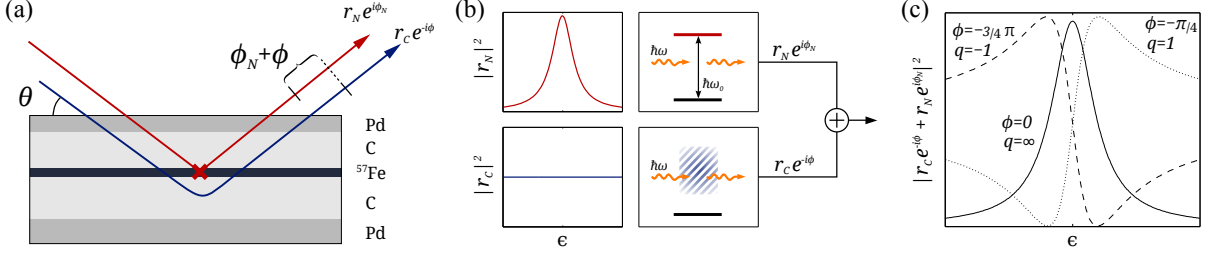 (a)
r_N e^{iϕ_N}
r_C e^{-iϕ}
ϕ_N+ϕ
θ
Pd
C
⁵⁷Fe
C
Pd
(b)
|r_N|²
ħω
ħω₀
r_N e^{iϕ_N}
|r_C|²
ħω
r_C e^{-iϕ}
ϵ
(c)
|r_C e^{-iϕ} + r_N e^{iϕ_N}|²
ϕ=-3/4 π
q=-1
ϕ=-π/4
q=1
ϕ=0
q=∞
ϵ